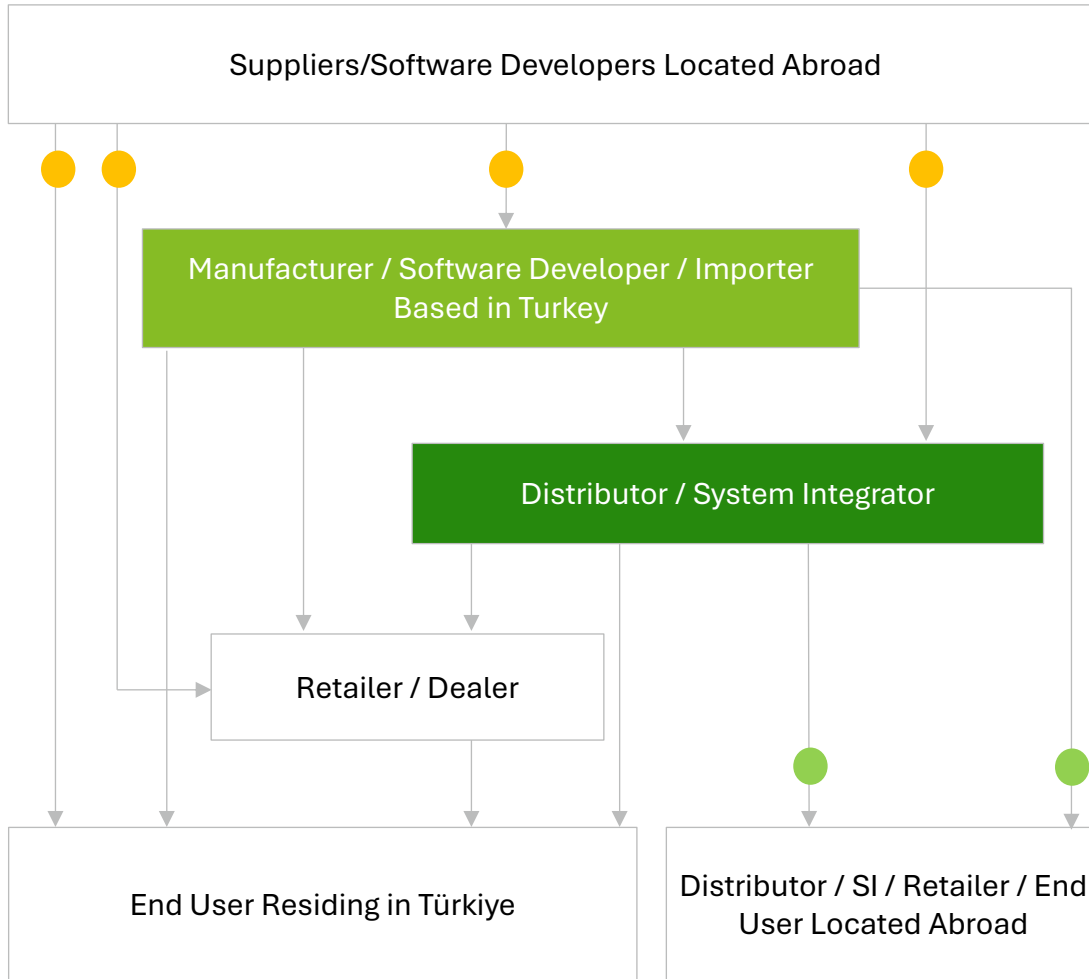 Suppliers/Software Developers Located Abroad
Manufacturer / Software Developer / Importer
Based in Turkey
Distributor / System Integrator
Retailer / Dealer
End User Residing in Türkiye
Distributor / SI / Retailer / End
User Located Abroad